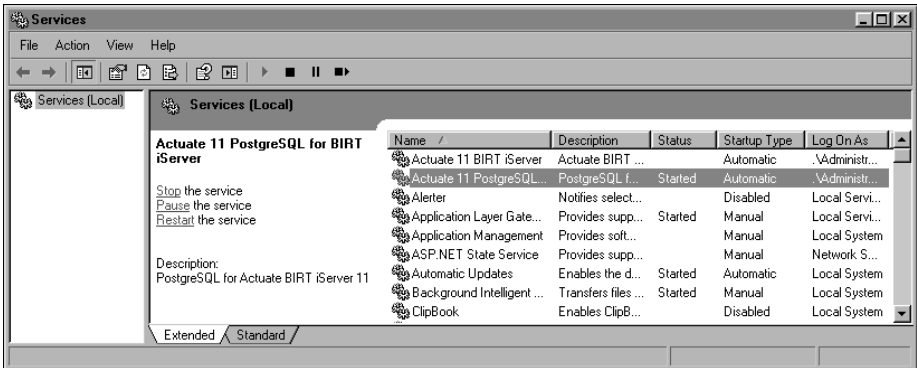 Services
File Action View Help
Services (Local)
Services (Local)
Actuate 11 PostgreSQL for BIRT
iServer
Stop the service
Pause the service
Restart the service
Description:
PostgreSQL for Actuate BIRT iServer 11
Name Description Status Startup Type Log On As
Actuate 11 BIRT iServer Actuate BIRT ... Automatic .\Administr...
Actuate 11 PostgreSQL... PostgreSQL f... Started Automatic .\Administr...
Alerter Notifies select... Disabled Local Servi...
Application Layer Gate... Provides supp... Started Manual Local Servi...
Application Management Provides soft... Manual Local System
ASP.NET State Service Provides supp... Manual Network S...
Automatic Updates Enables the d... Started Automatic Local System
Background Intelligent ... Transfers files ... Started Manual Local System
ClipBook Enables ClipB... Disabled Local System
Extended Standard